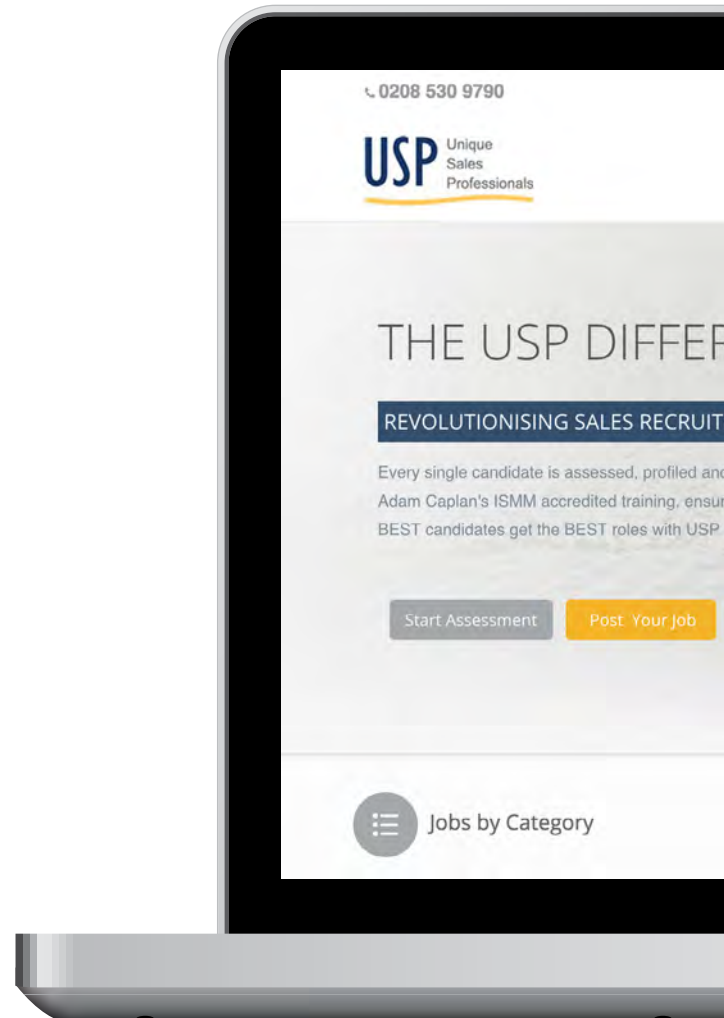 0208 530 9790
USP
Unique
Sales
Professionals
THE USP DIFFER
REVOLUTIONISING SALES RECRUIT
Every single candidate is assessed, profiled and
Adam Caplan's ISMM accredited training, ensur
BEST candidates get the BEST roles with USP
Start Assessment
Post Your Job
Jobs by Category